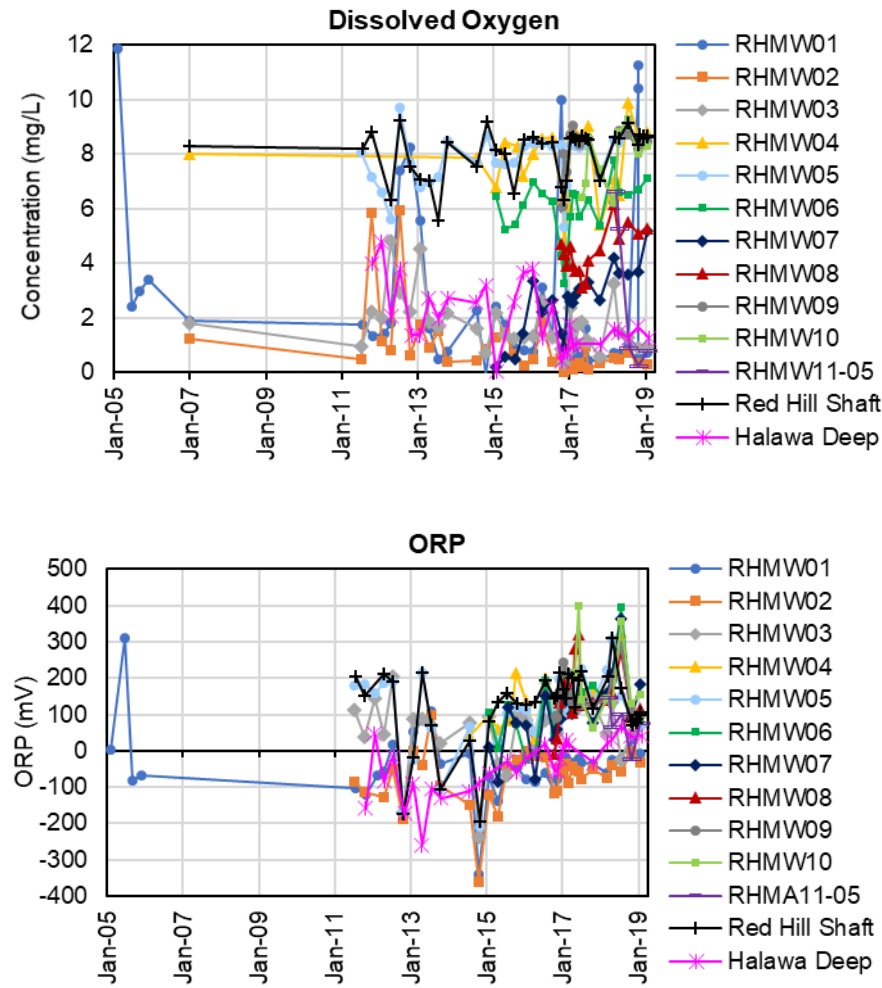 Dissolved Oxygen
Concentration (mg/L)
12
10
8
6
4
2
0
Jan-05
Jan-07
Jan-09
Jan-11
Jan-13
Jan-15
Jan-17
Jan-19
RHMW01
RHMW02
RHMW03
RHMW04
RHMW05
RHMW06
RHMW07
RHMW08
RHMW09
RHMW10
RHMW11-05
Red Hill Shaft
Halawa Deep
ORP
ORP (mV)
500
400
300
200
100
0
-100
-200
-300
-400
Jan-05
Jan-07
Jan-09
Jan-11
Jan-13
Jan-15
Jan-17
Jan-19
RHMW01
RHMW02
RHMW03
RHMW04
RHMW05
RHMW06
RHMW07
RHMW08
RHMW09
RHMW10
RHMA11-05
Red Hill Shaft
Halawa Deep